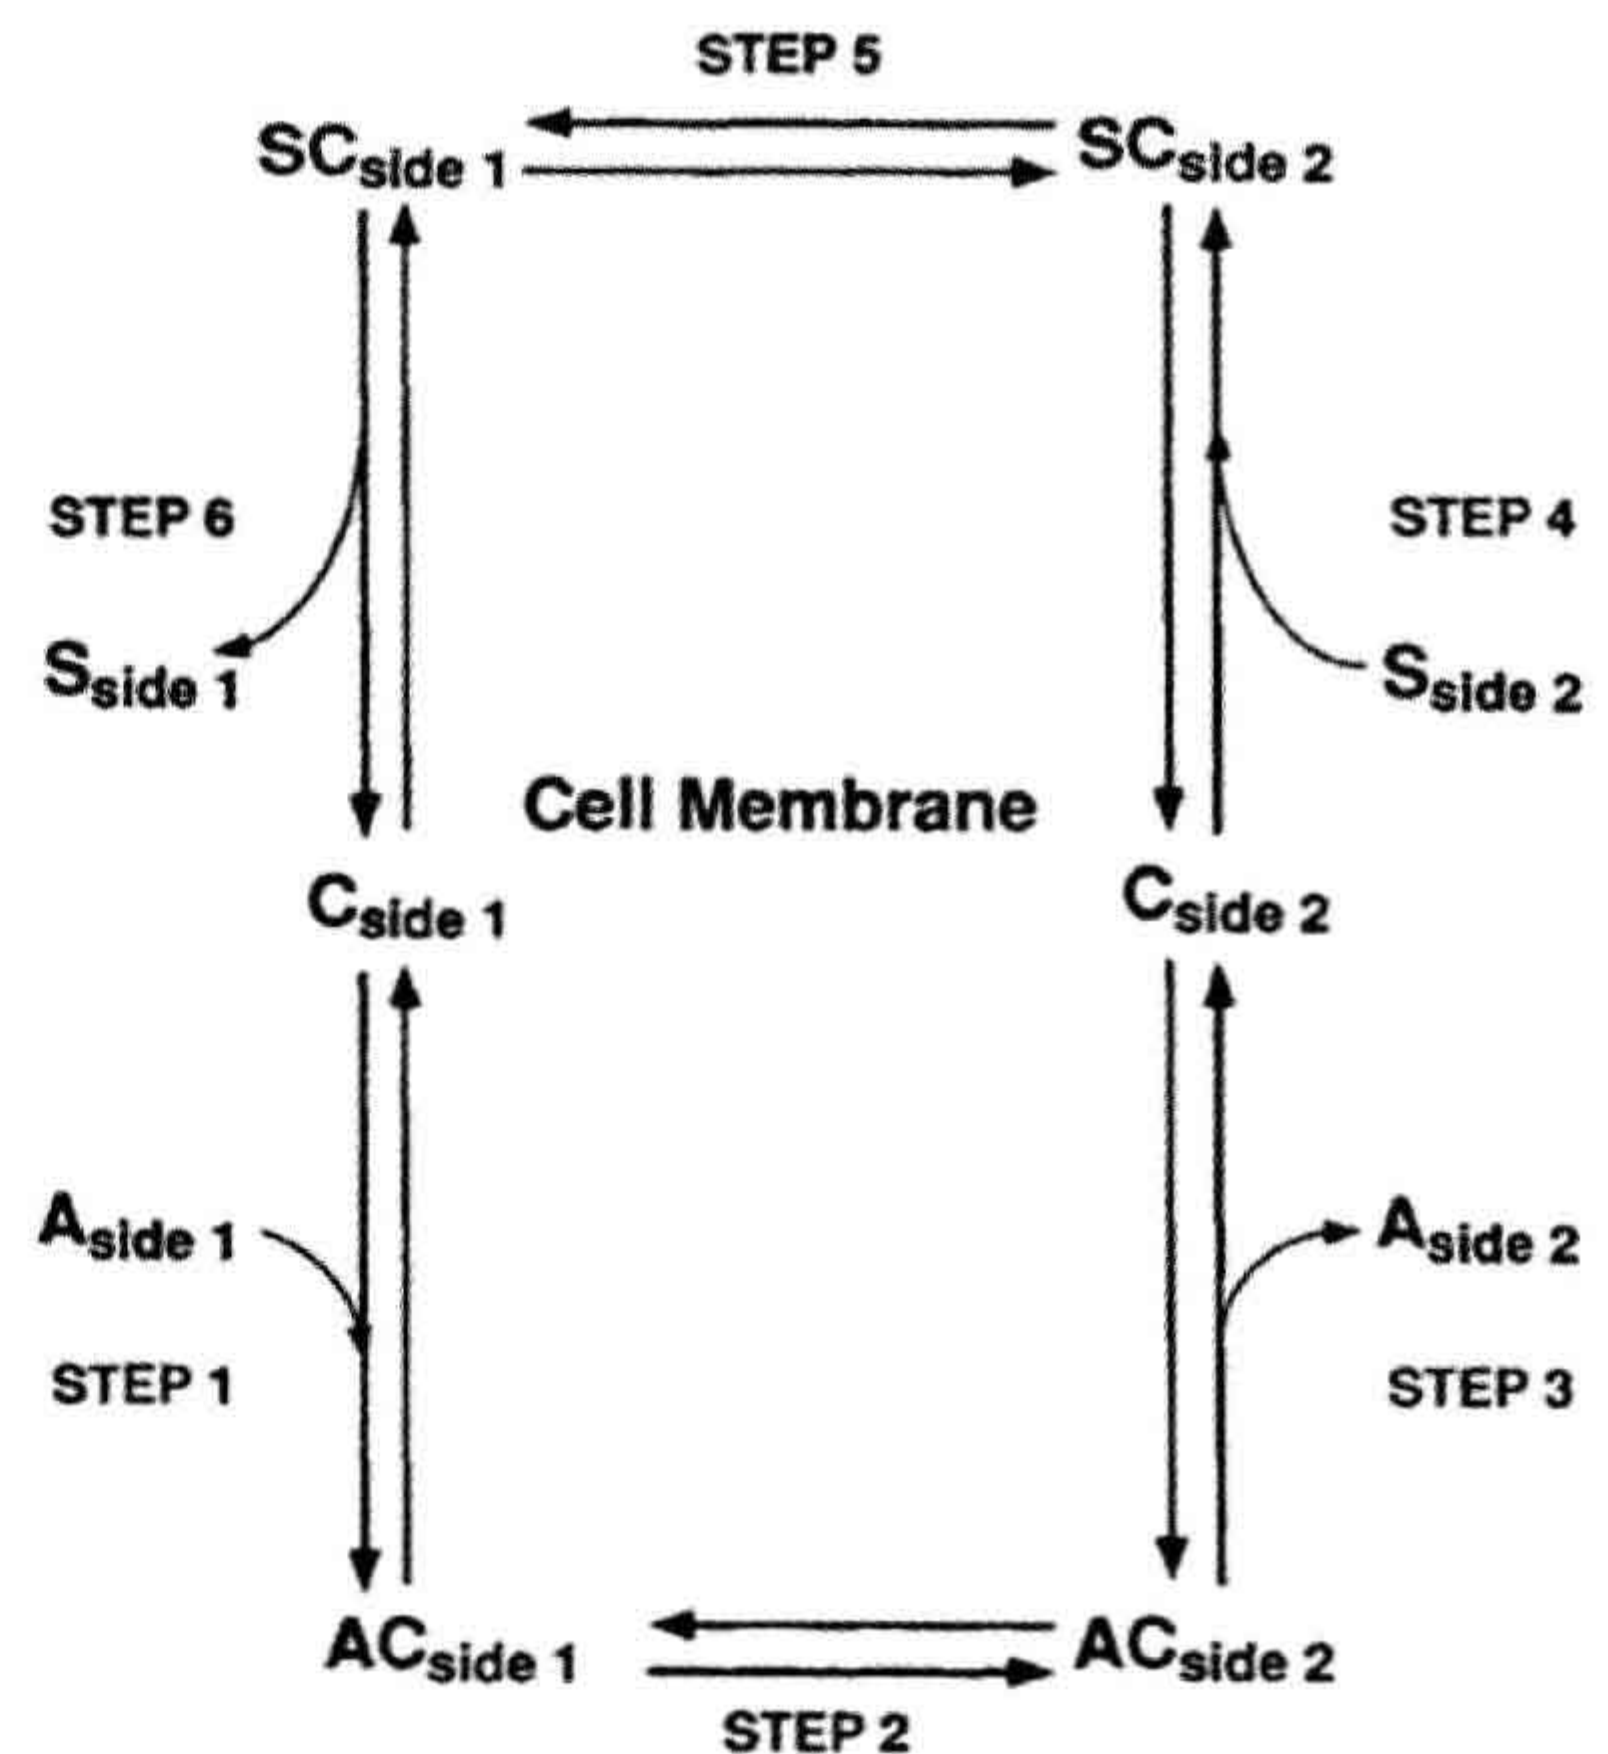 STEP 5
SCside 1
SCside 2
STEP 6
STEP 4
Sside 1
Sside 2
Cell Membrane
Cside 1
Cside 2
Aside 1
Aside 2
STEP 1
STEP 3
ACside 1
ACside 2
STEP 2